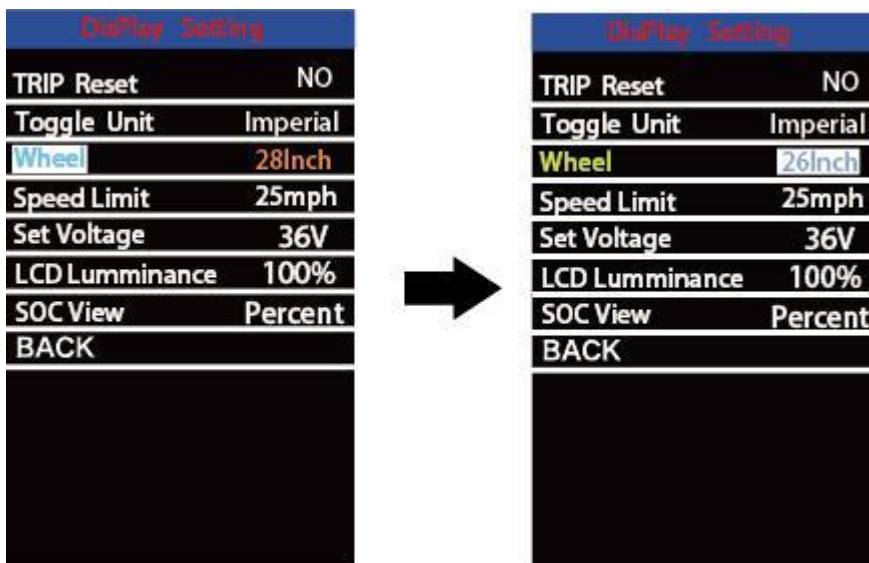 DisPlay Setting
TRIP Reset NO
Toggle Unit Imperial
Wheel 28Inch
Speed Limit 25mph
Set Voltage 36V
LCD Lumminance 100%
SOC View Percent
BACK
DisPlay Setting
TRIP Reset NO
Toggle Unit Imperial
Wheel 26Inch
Speed Limit 25mph
Set Voltage 36V
LCD Lumminance 100%
SOC View Percent
BACK